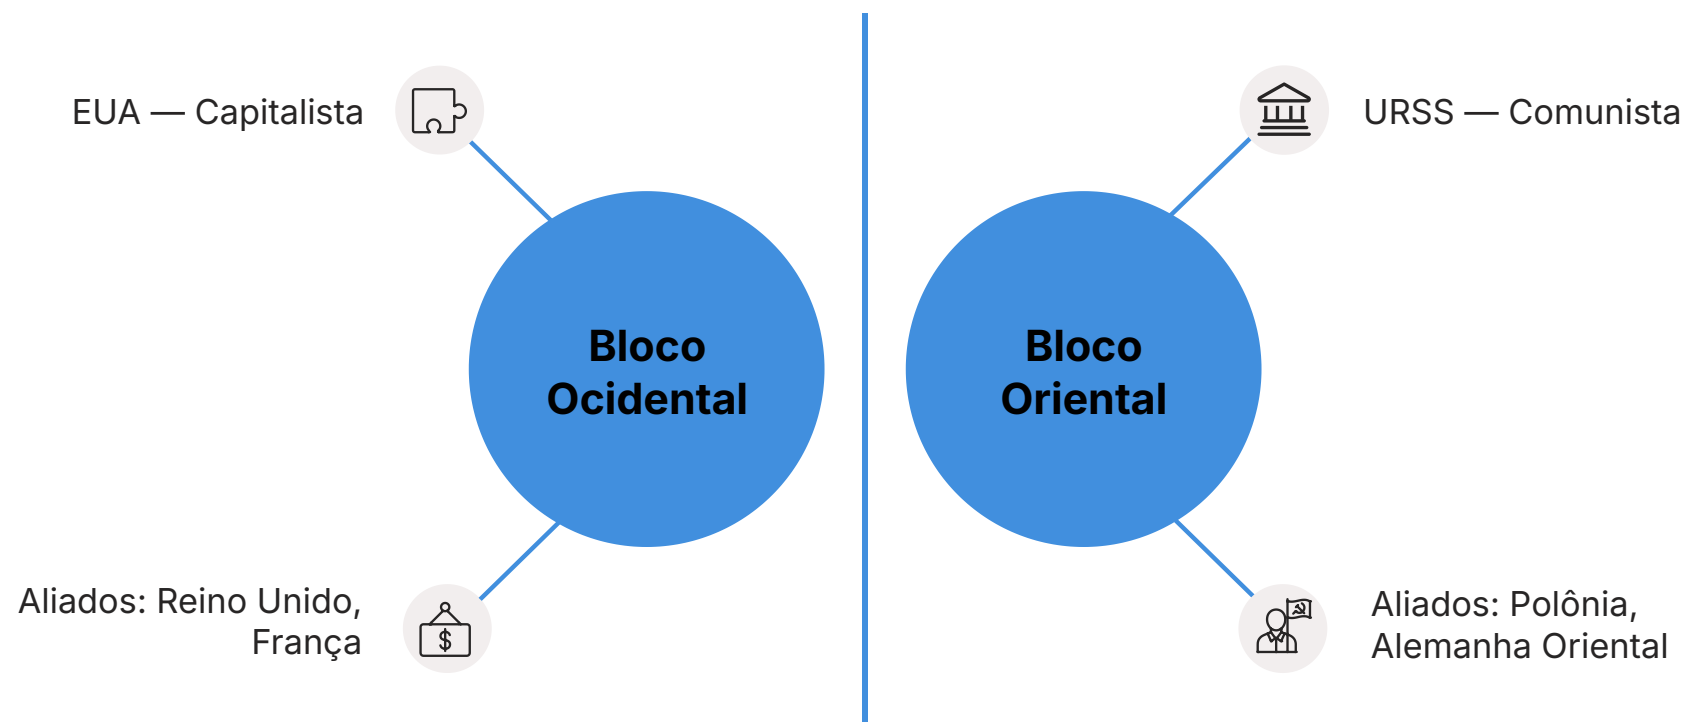 EUA — Capitalista
Bloco
Ocidental
Aliados: Reino Unido,
França
$
URSS — Comunista
Bloco
Oriental
Aliados: Polônia,
Alemanha Oriental